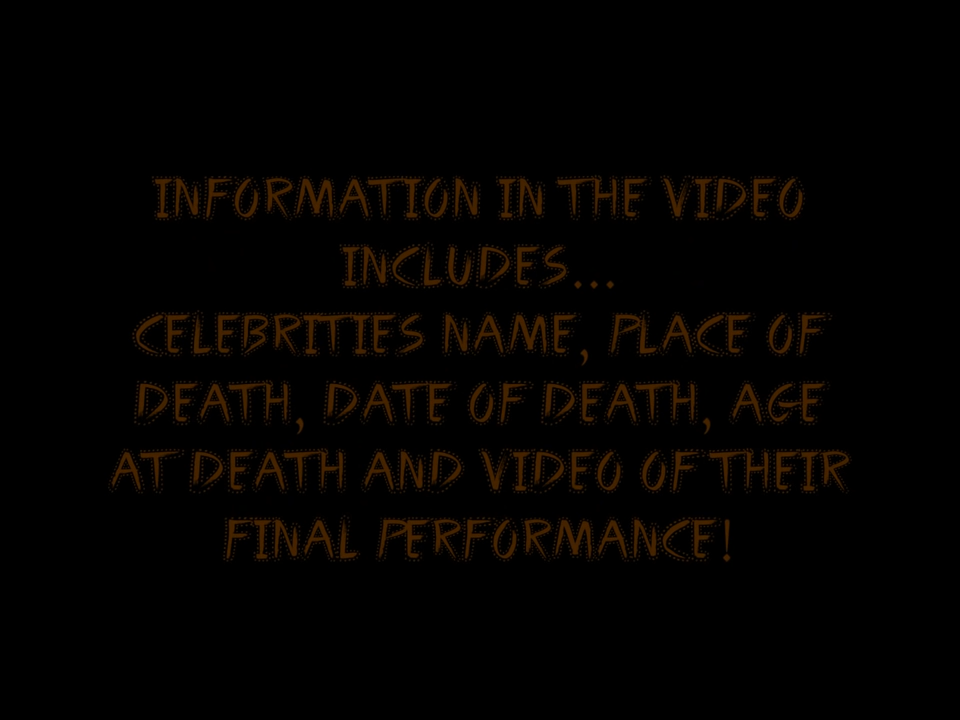 INFORMATION IN THE VIDEO
INCLUDES...
CELEBRITIES NAME, PLACE OF
DEATH, DATE OF DEATH, AGE
AT DEATH AND VIDEO OF THEIR
FINAL PERFORMANCE!